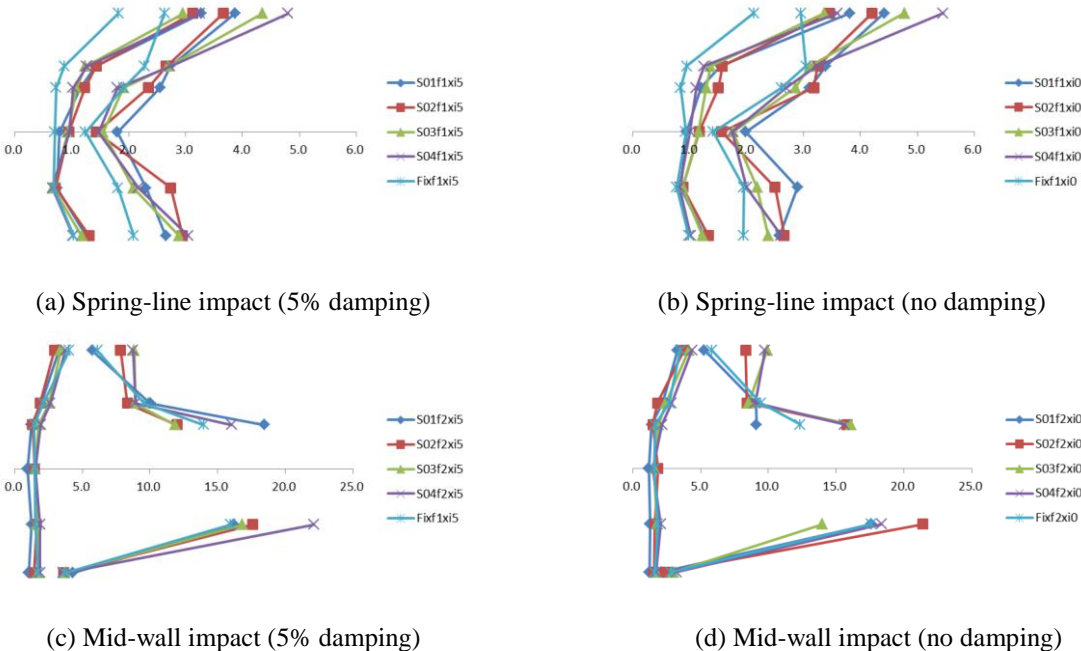 0.0 1.0 2.0 3.0 4.0 5.0 6.0
S01f1xi5
S02f1xi5
S03f1xi5
S04f1xi5
Fixf1xi5
(a) Spring-line impact (5% damping)
0.0 1.0 2.0 3.0 4.0 5.0 6.0
S01f1xi0
S02f1xi0
S03f1xi0
S04f1xi0
Fixf1xi0
(b) Spring-line impact (no damping)
0.0 5.0 10.0 15.0 20.0 25.0
S01f2xi5
S02f2xi5
S03f2xi5
S04f2xi5
Fixf1xi5
(c) Mid-wall impact (5% damping)
0.0 5.0 10.0 15.0 20.0 25.0
S01f2xi0
S02f2xi0
S03f2xi0
S04f2xi0
Fixf2xi0
(d) Mid-wall impact (no damping)